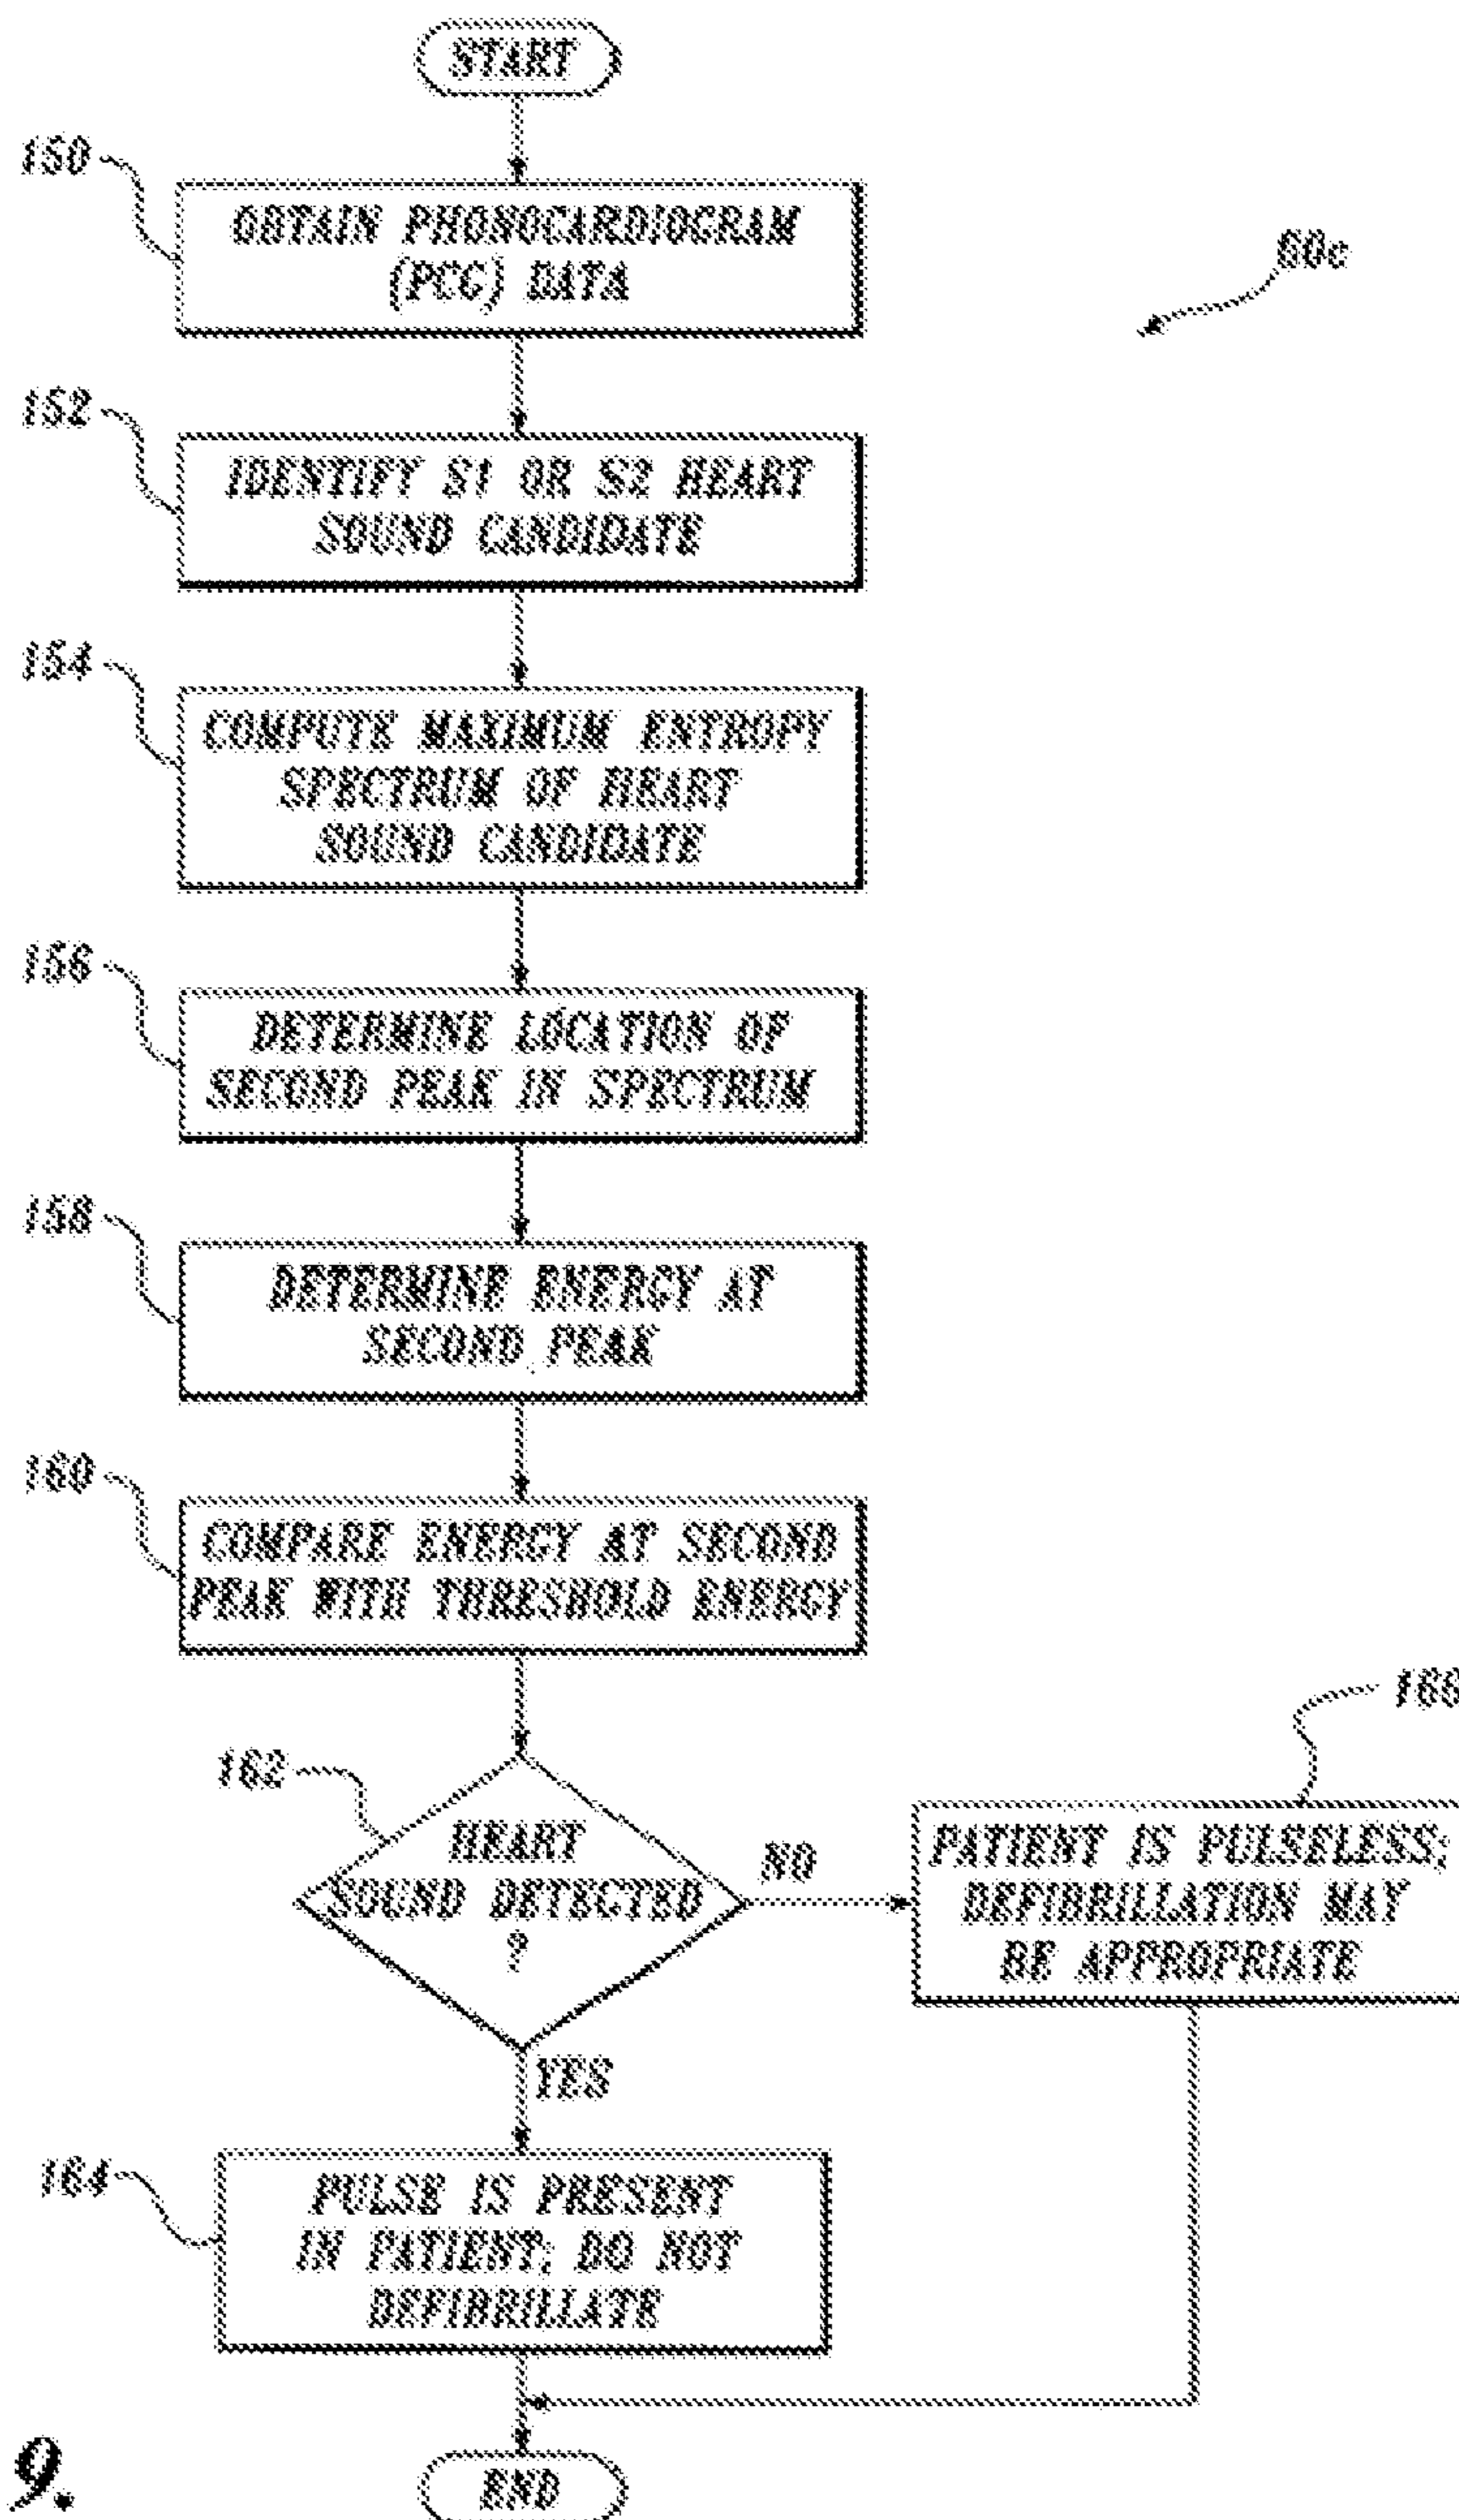 START
150
OBTAIN PHONOCARDIOGRAM
(PCG) DATA
60c
152
IDENTIFY S1 OR S2 HEART
SOUND CANDIDATE
154
COMPUTE MAXIMUM ENTROPY
SPECTRUM OF HEART
SOUND CANDIDATE
156
DETERMINE LOCATION OF
SECOND PEAK IN SPECTRUM
158
DETERMINE ENERGY AT
SECOND PEAK
160
COMPARE ENERGY AT SECOND
PEAK WITH THRESHOLD ENERGY
162
HEART
SOUND DETECTED
?
NO
PATIENT IS PULSELESS;
DEFIBRILLATION MAY
BE APPROPRIATE
YES
164
PULSE IS PRESENT
IN PATIENT; DO NOT
DEFIBRILLATE
END
9.